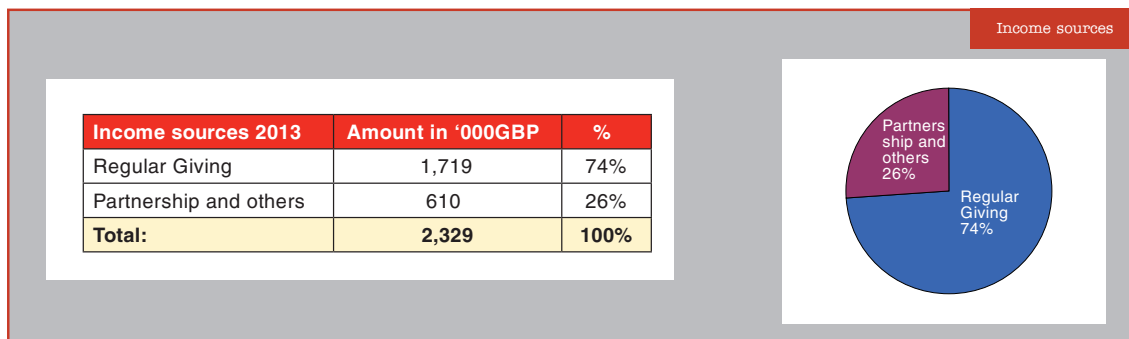 Income sources
Income sources 2013 Amount in ‘000GBP %
Regular Giving 1,719 74%
Partnership and others 610 26%
Total: 2,329 100%
Partners
ship and
others
26%
Regular
Giving
74%